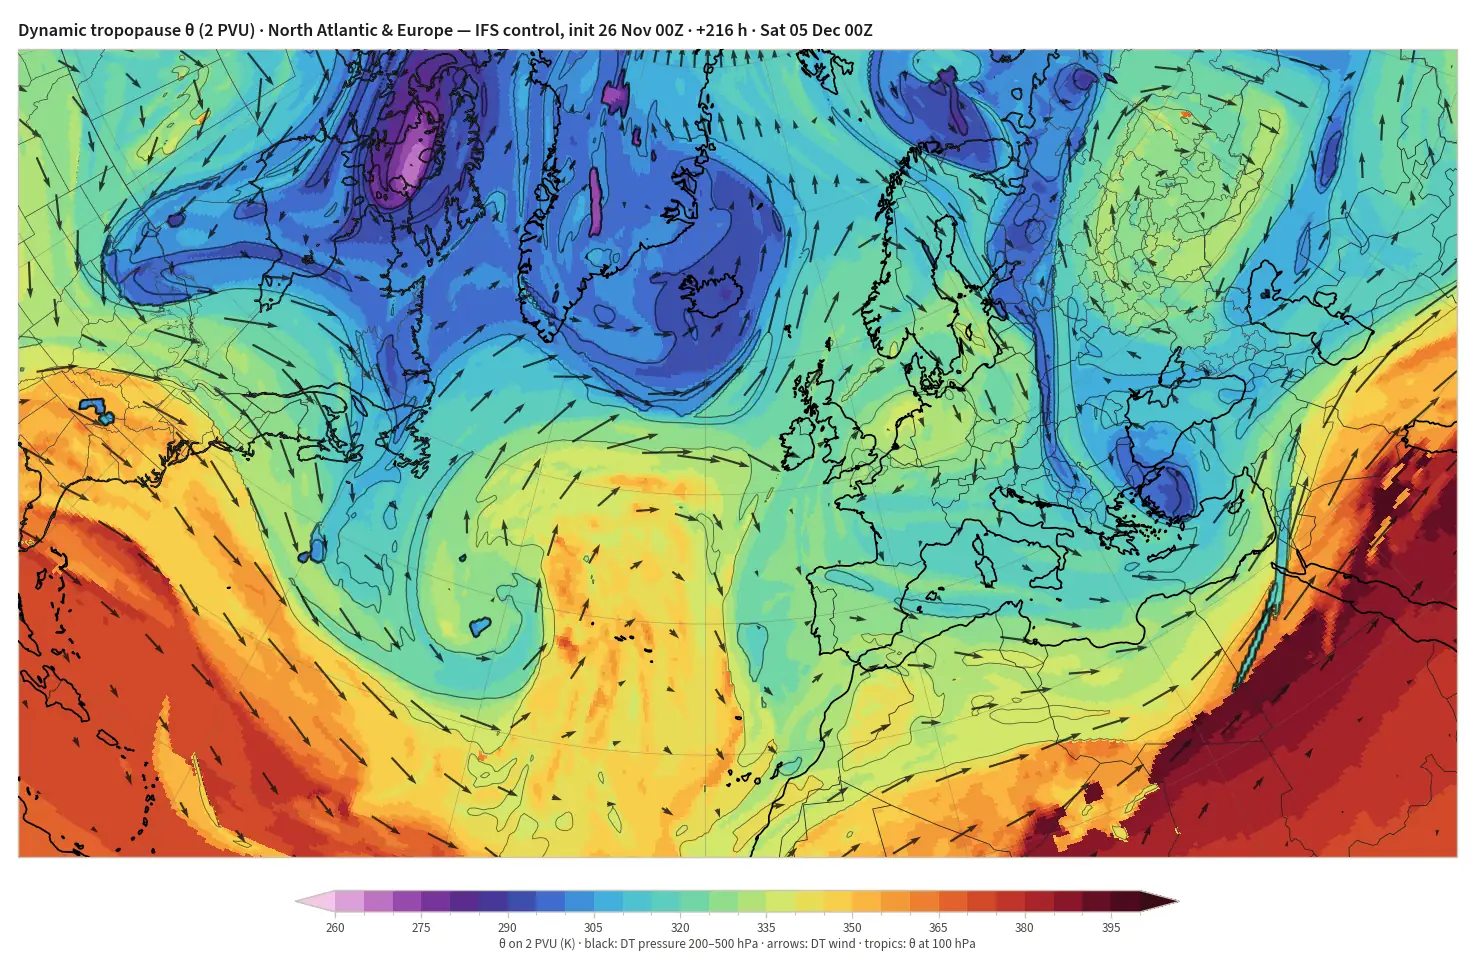 Dynamic tropopause θ (2 PVU) · North Atlantic & Europe — IFS control, init 26 Nov 00Z · +216 h · Sat 05 Dec 00Z
260 275 290 305 320 335 350 365 380 395
θ on 2 PVU (K) · black: DT pressure 200–500 hPa · arrows: DT wind · tropics: θ at 100 hPa